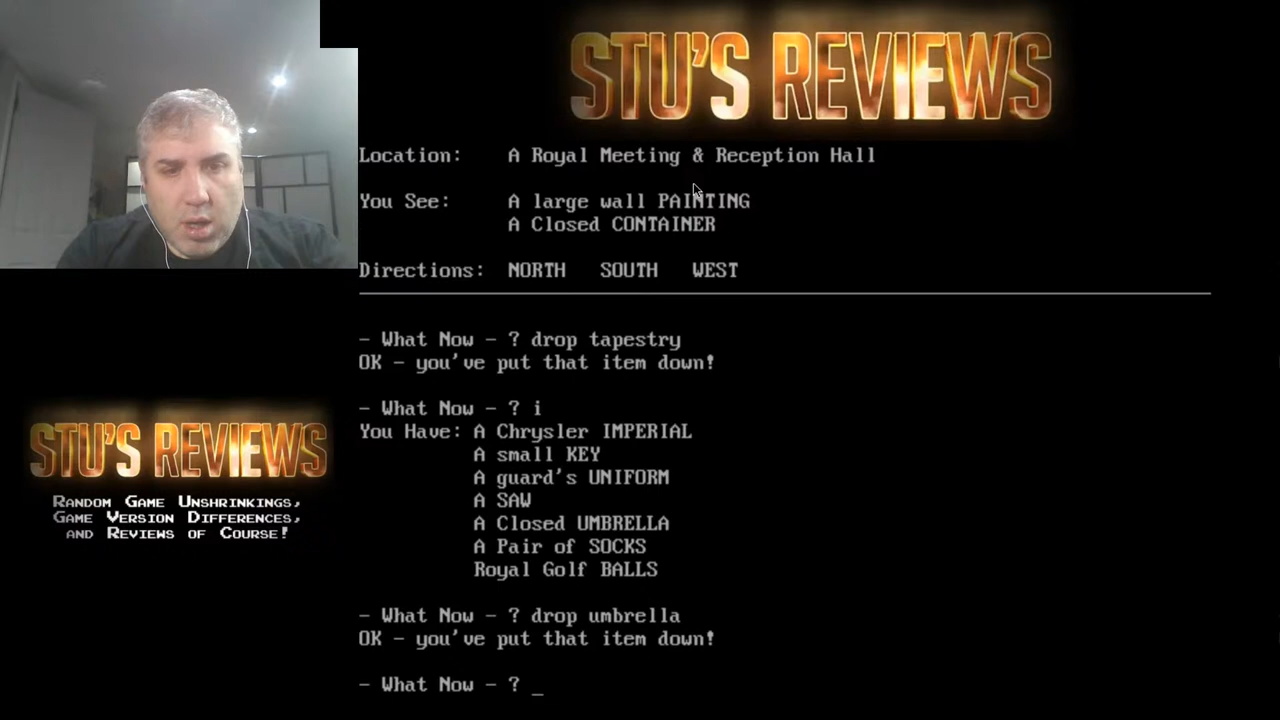 STU'S REVIEWS
Location: A Royal Meeting & Reception Hall
You See: A large wall PAINTING
A Closed CONTAINER
Directions: NORTH SOUTH WEST
- What Now - ? drop tapestry
OK - you've put that item down!
- What Now - ? i
You Have: A Chrysler IMPERIAL
A small KEY
A guard's UNIFORM
A SAW
A Closed UMBRELLA
A Pair of SOCKS
Royal Golf BALLS
- What Now - ? drop umbrella
OK - you've put that item down!
- What Now - ? _
STU'S REVIEWS
RANDOM GAME UNSHRINKINGS,
GAME VERSION DIFFERENCES,
AND REVIEWS OF COURSE!